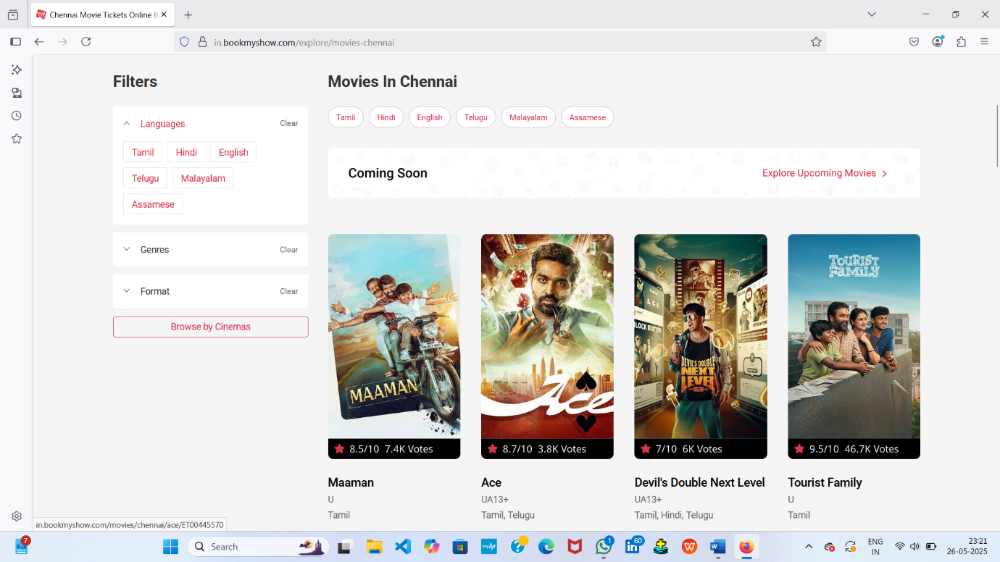 Chennai Movie Tickets Online B
in.bookmyshow.com/explore/movies-chennai
Filters
Languages
Clear
Tamil
Hindi
English
Telugu
Malayalam
Assamese
Genres
Clear
Format
Clear
Browse by Cinemas
Movies In Chennai
Tamil
Hindi
English
Telugu
Malayalam
Assamese
Coming Soon
Explore Upcoming Movies
MAAMAN
8.5/10 7.4K Votes
Maaman
U
Tamil
Ace
8.7/10 3.8K Votes
Ace
UA13+
Tamil, Telugu
DEVIL'S DOUBLE
NEXT
LEVEL
7/10 6K Votes
Devil's Double Next Level
UA13+
Tamil, Hindi, Telugu
TOURIST
FAMILY
9.5/10 46.7K Votes
Tourist Family
U
Tamil
in.bookmyshow.com/movies/chennai/ace/ET00445570
7
Search
1
60
ENG
IN
23:21
26-05-2025